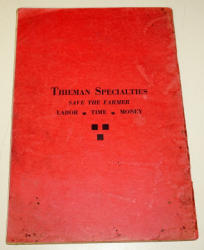 THIEMAN SPECIALTIES
SAVE THE FARMER
LABOR ▪ TIME ▪ MONEY